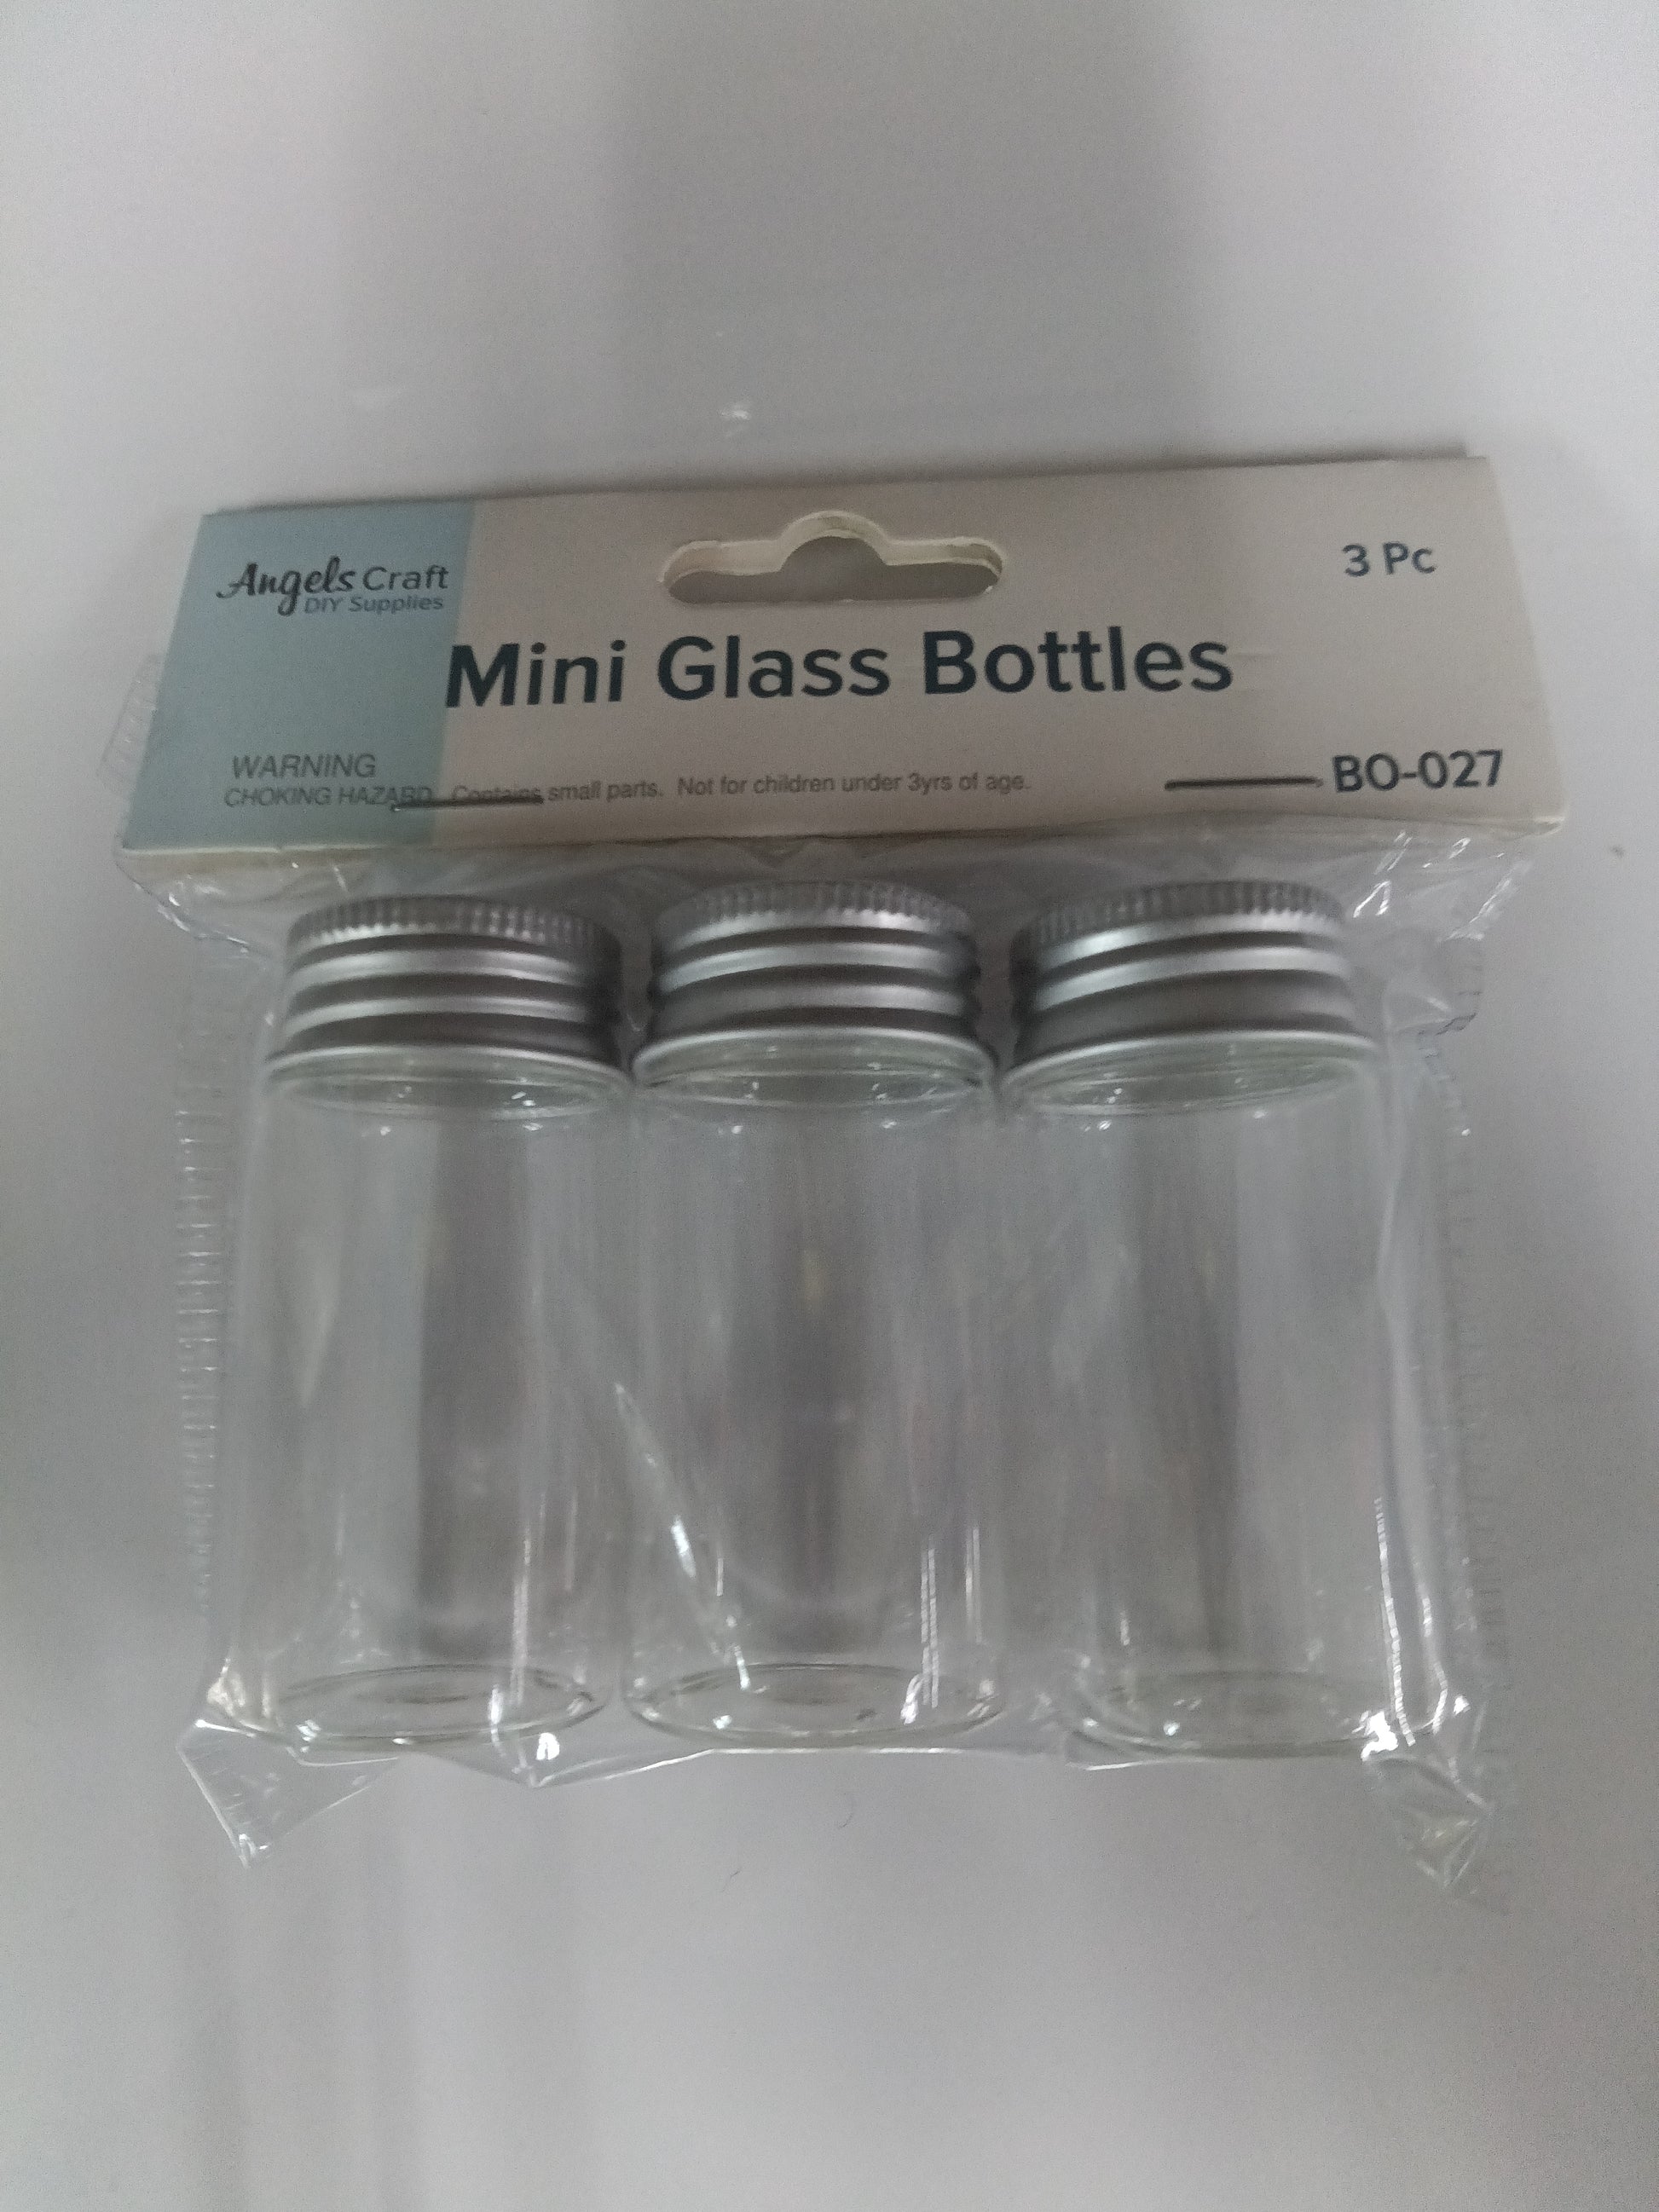 Angels Craft
DIY Supplies
3 Pc
Mini Glass Bottles
WARNING
CHOKING HAZARD. Contains small parts. Not for children under 3yrs of age.
BO-027